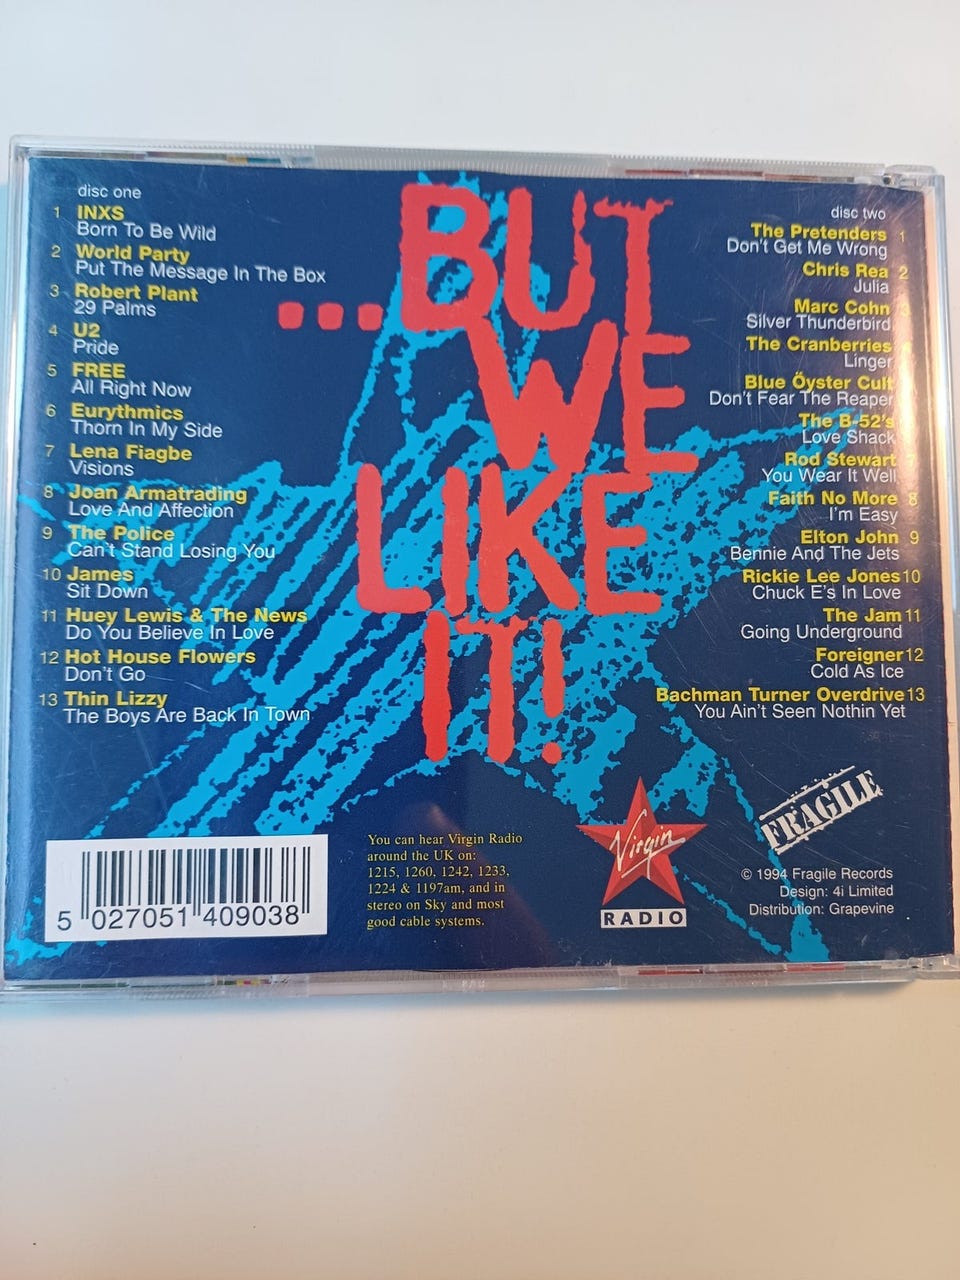 disc one
1 INXS
Born To Be Wild
2 World Party
Put The Message In The Box
3 Robert Plant
29 Palms
4 U2
Pride
5 FREE
All Right Now
6 Eurythmics
Thorn In My Side
7 Lena Fiagbe
Visions
8 Joan Armatrading
Love And Affection
9 The Police
Can't Stand Losing You
10 James
Sit Down
11 Huey Lewis & The News
Do You Believe In Love
12 Hot House Flowers
Don't Go
13 Thin Lizzy
The Boys Are Back In Town
...BUT
WE
LIKE
IT!
disc two
The Pretenders 1
Don't Get Me Wrong
Chris Rea 2
Julia
Marc Cohn 3
Silver Thunderbird
The Cranberries
Linger
Blue Öyster Cult
Don't Fear The Reaper
The B-52's
Love Shack
Rod Stewart 7
You Wear It Well
Faith No More 8
I'm Easy
Elton John 9
Bennie And The Jets
Rickie Lee Jones 10
Chuck E's In Love
The Jam 11
Going Underground
Foreigner 12
Cold As Ice
Bachman Turner Overdrive 13
You Ain't Seen Nothin Yet
5 027051 409038
You can hear Virgin Radio
around the UK on:
1215, 1260, 1242, 1233,
1224 & 1197am, and in
stereo on Sky and most
good cable systems.
Virgin
RADIO
FRAGILE
© 1994 Fragile Records
Design: 4i Limited
Distribution: Grapevine